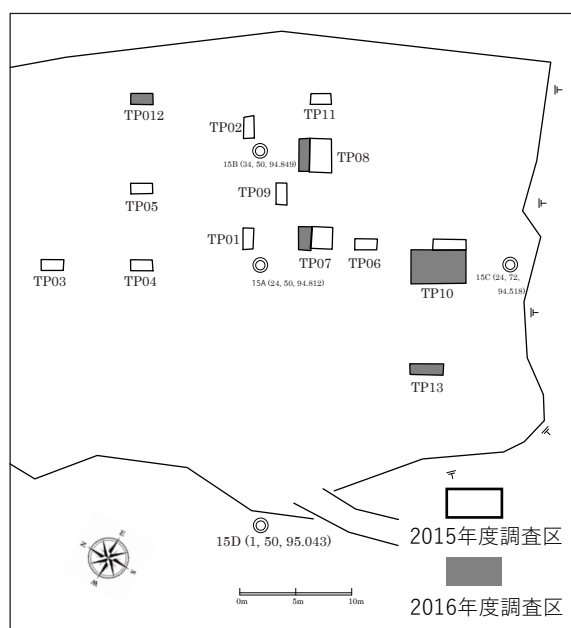 TP012
TP11
TP02
15B (34, 50, 94.849)
TP08
TP05
TP09
TP01
TP03
TP04
15A (24, 50, 94.812)
TP07
TP06
TP10
15C (24, 72,
94.518)
TP13
2015年度調査区
15D (1, 50, 95.043)
N
E
W
S
0m
5m
10m
2016年度調査区